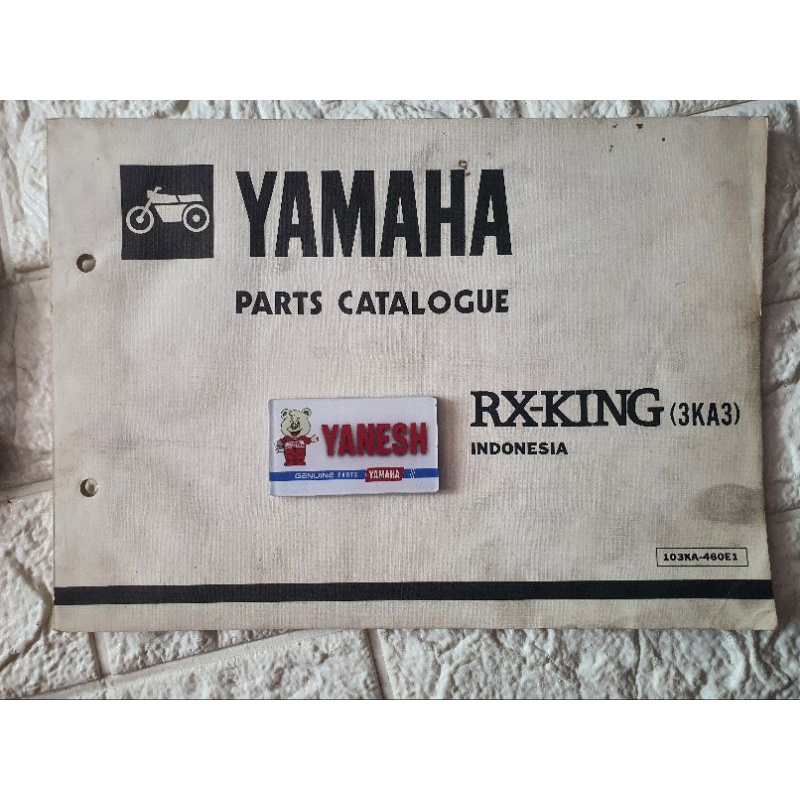 YAMAHA
PARTS CATALOGUE
RX-KING (3KA3)
INDONESIA
YANESH
GENUINE PARTS YAMAHA
103KA-460E1